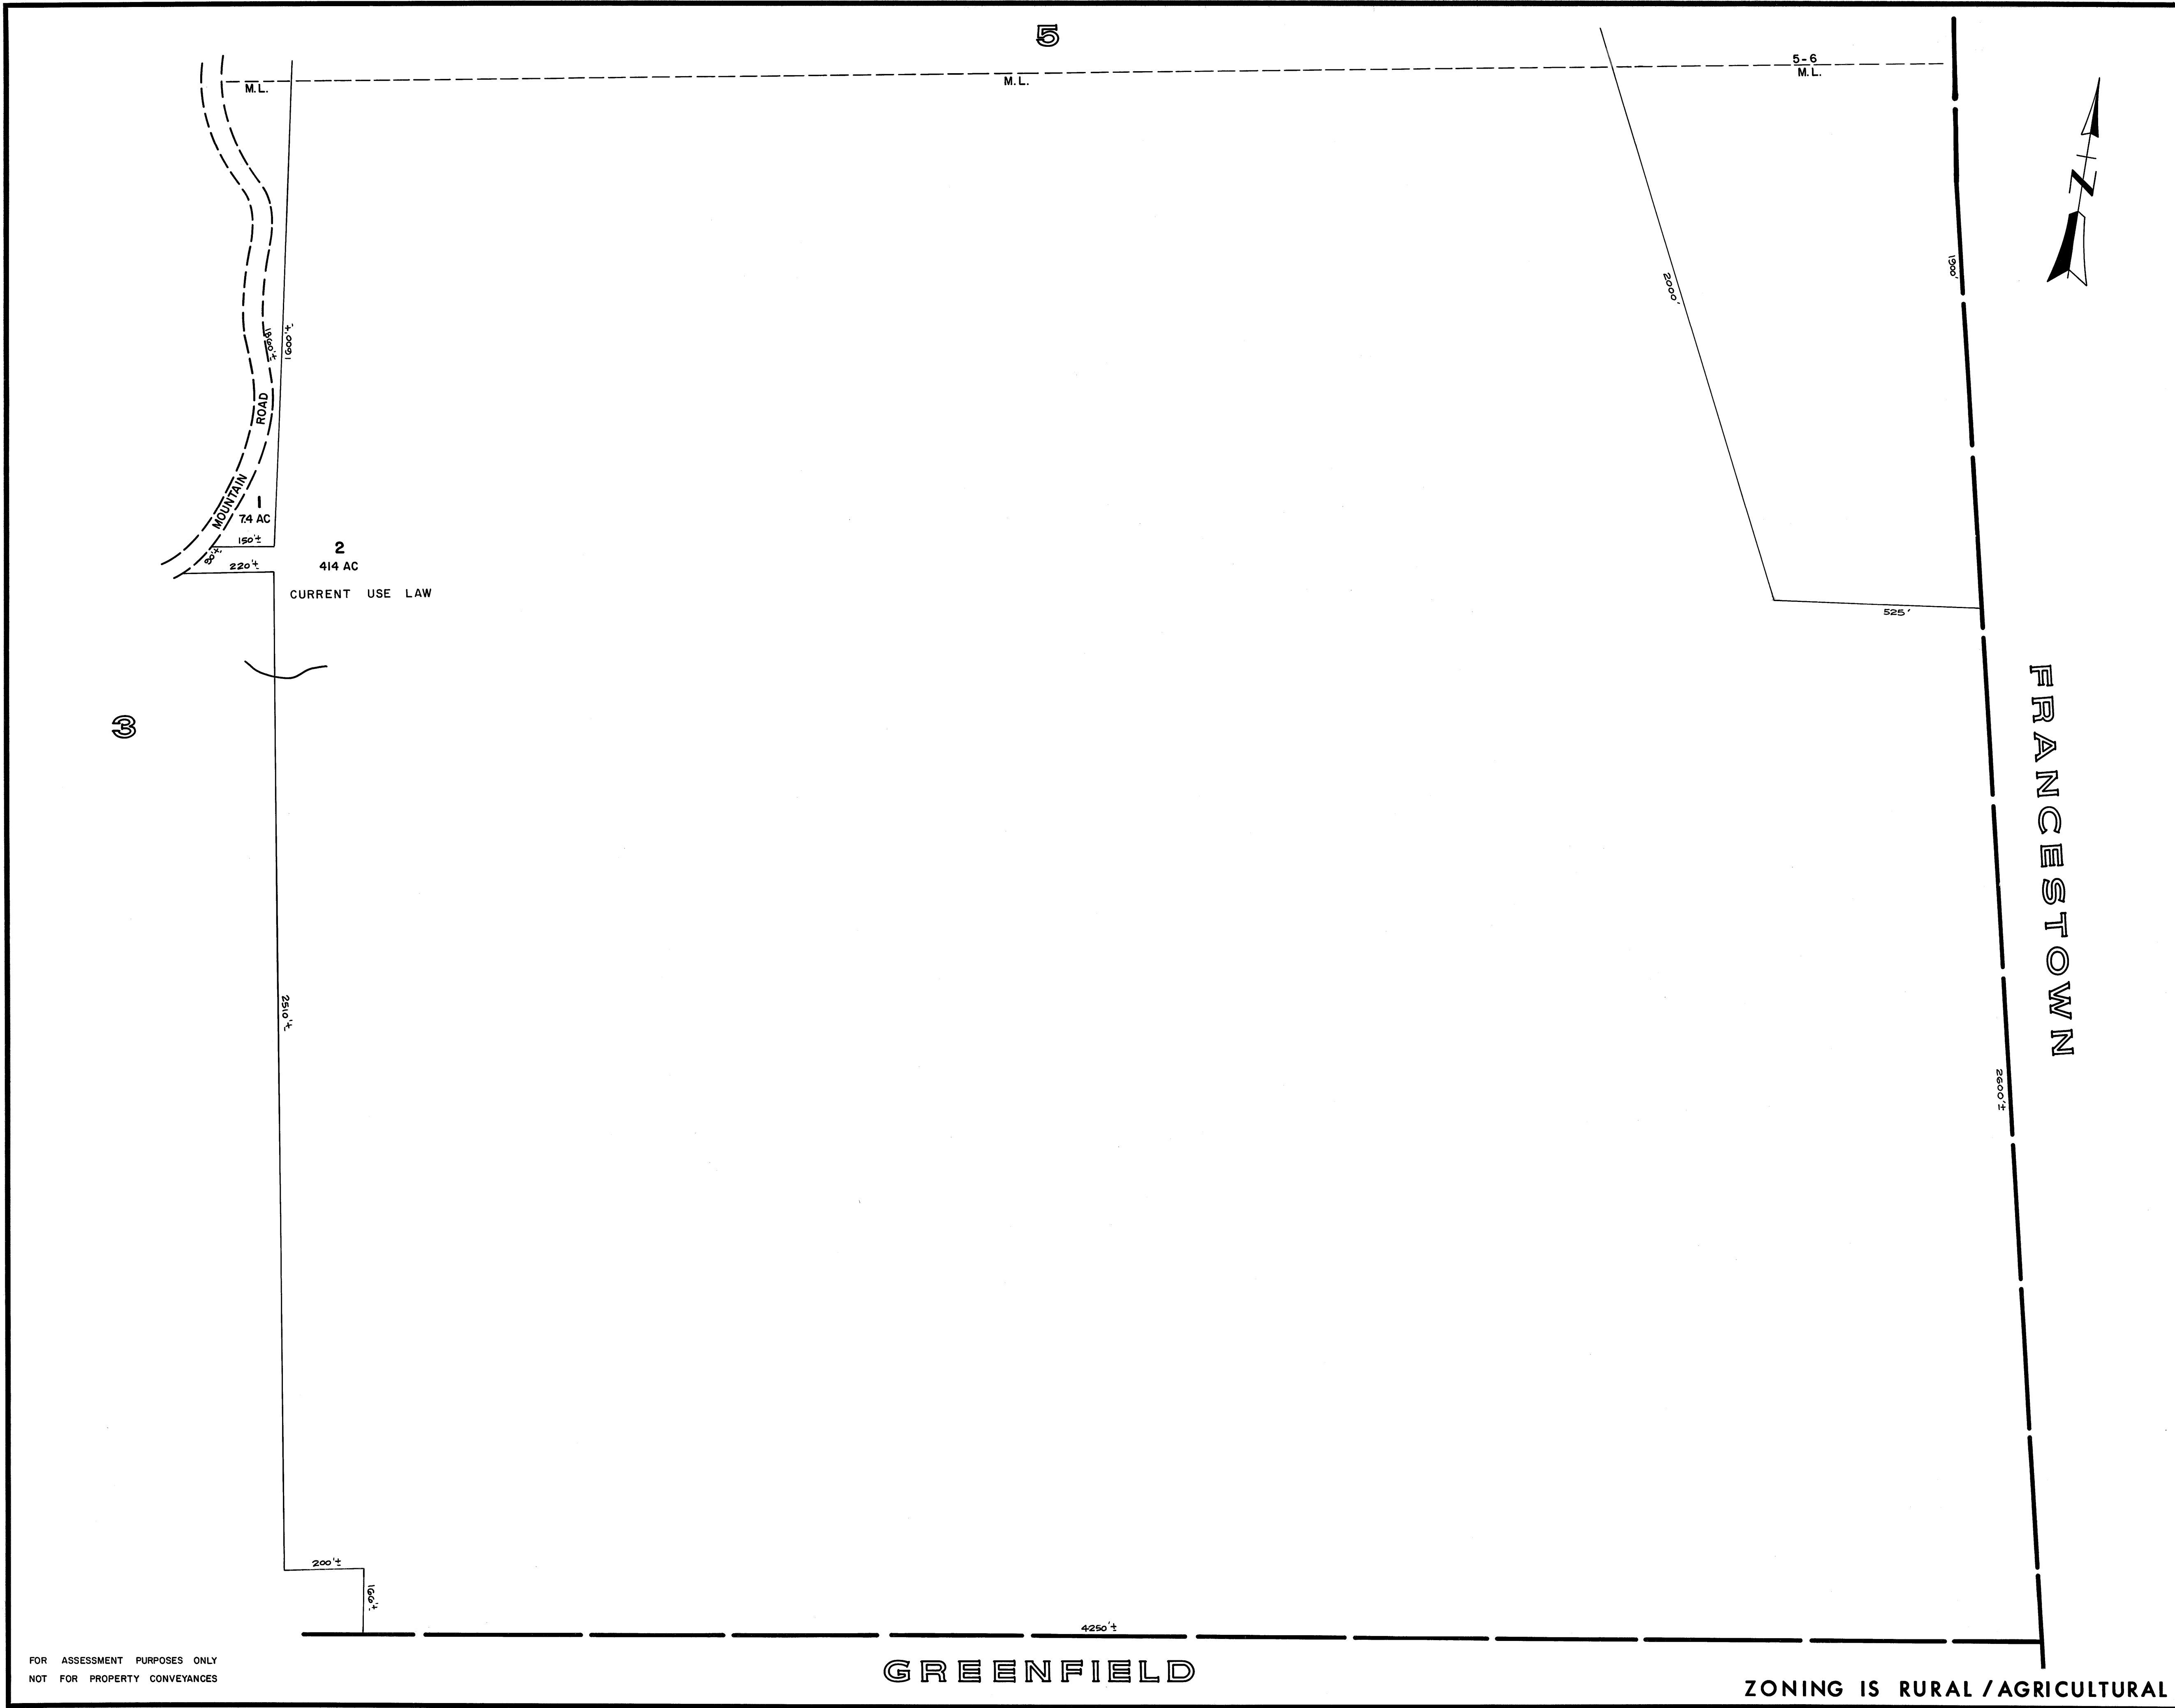 5
5-6
M.L.
M.L.
M.L.
N
1900'
2000'
1860'±
1600'±
MOUNTAIN ROAD
1
7.4 AC
150'±
80'±
220'±
2
414 AC
CURRENT USE LAW
525'
3
FRANCESTOWN
2510'±
2600'±
200'±
166'±
4250'±
GREENFIELD
FOR ASSESSMENT PURPOSES ONLY
NOT FOR PROPERTY CONVEYANCES
ZONING IS RURAL/AGRICULTURAL